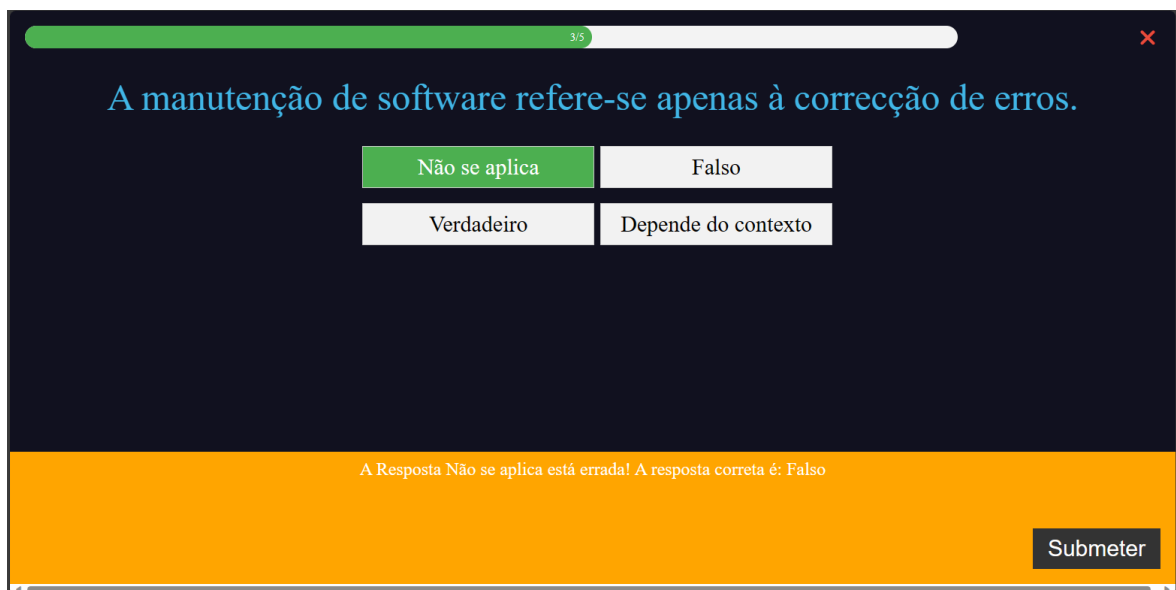 3/5
A manutenção de software refere-se apenas à correcção de erros.
Não se aplica
Falso
Verdadeiro
Depende do contexto
A Resposta Não se aplica está errada! A resposta correta é: Falso
Submeter